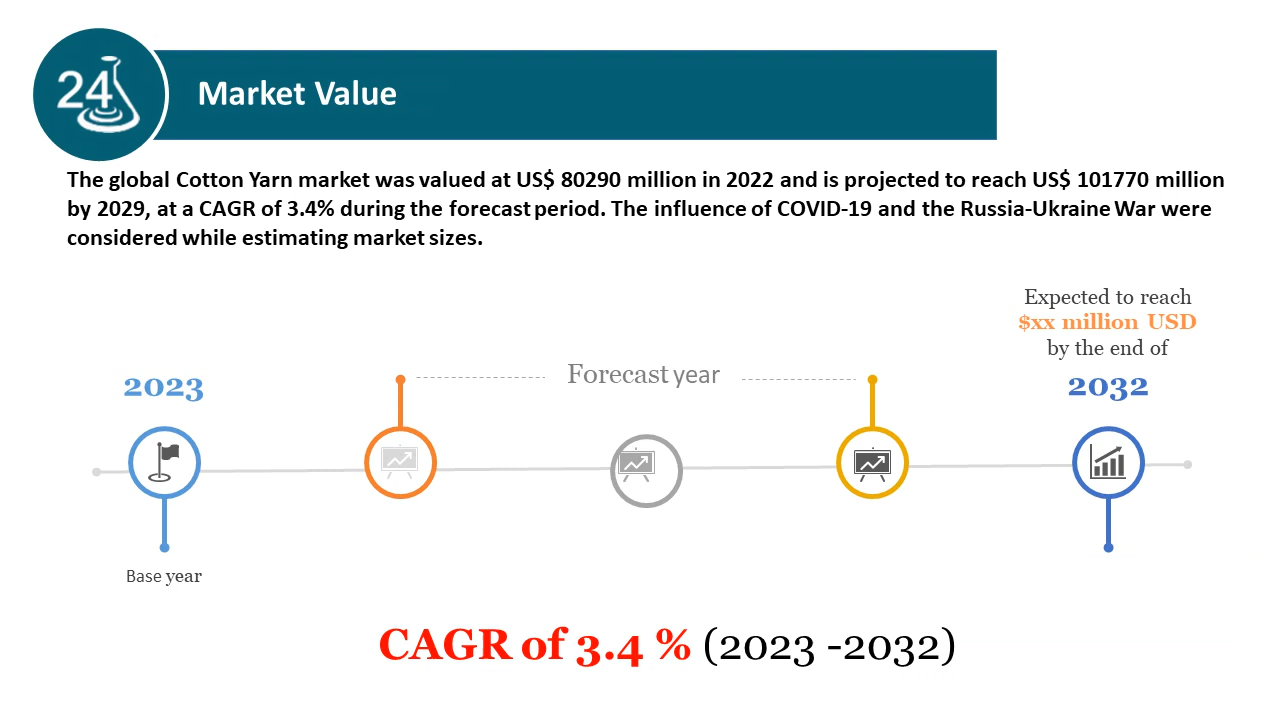 24
Market Value
The global Cotton Yarn market was valued at US$ 80290 million in 2022 and is projected to reach US$ 101770 million
by 2029, at a CAGR of 3.4% during the forecast period. The influence of COVID-19 and the Russia-Ukraine War were
considered while estimating market sizes.
Expected to reach
$xx million USD
by the end of
2032
2023
Forecast year
Base year
CAGR of 3.4 % (2023 -2032)